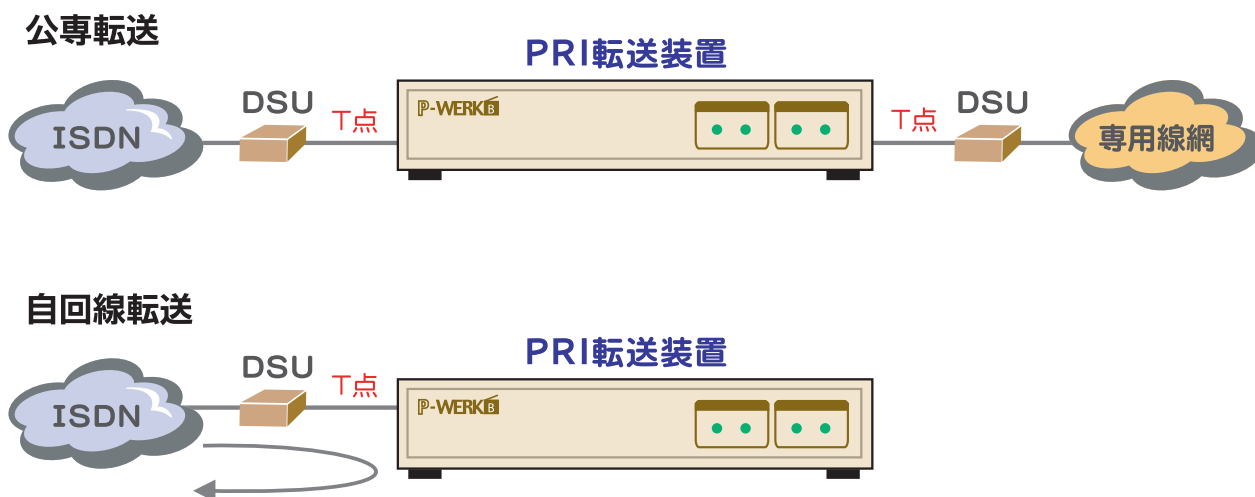 公専転送
PRI転送装置
ISDN
DSU
T点
P-WERK B
T点
DSU
専用線網
自回線転送
PRI転送装置
ISDN
DSU
T点
P-WERK B